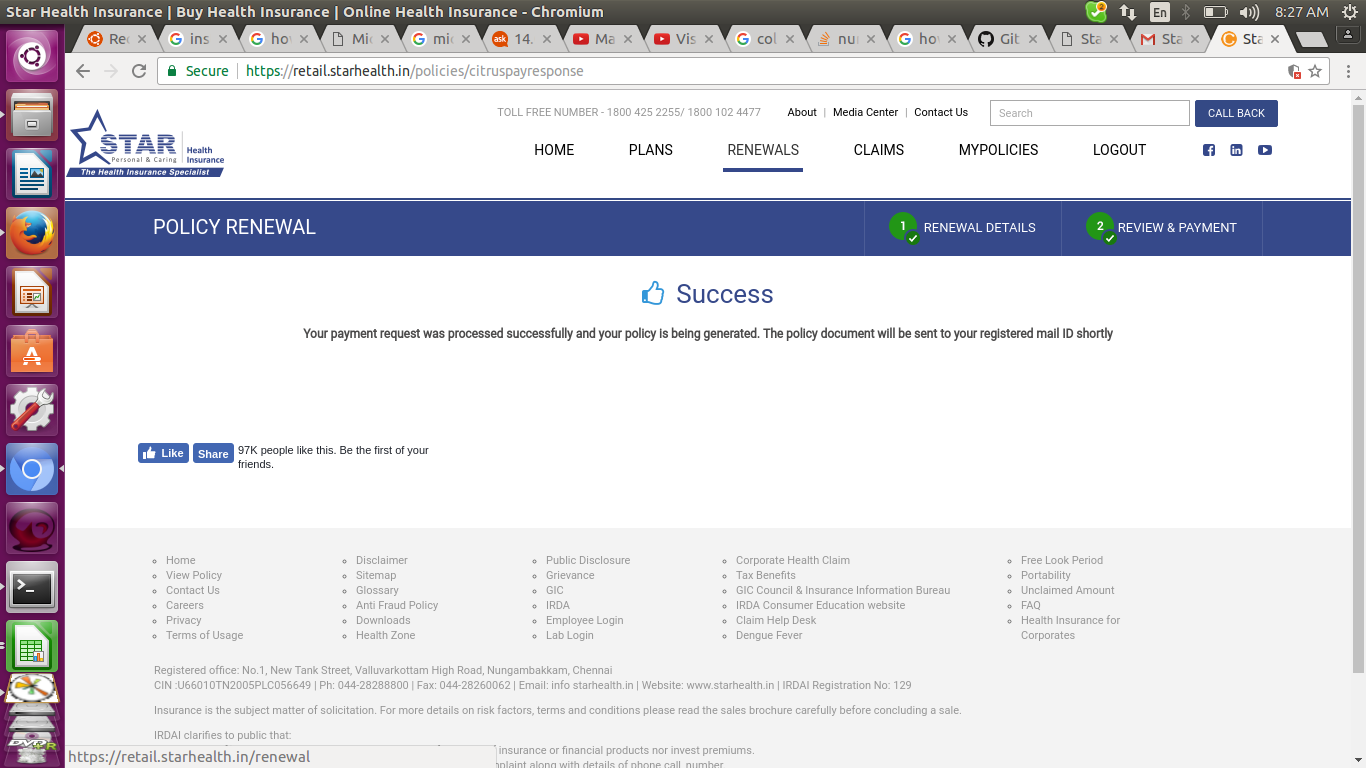 Star Health Insurance | Buy Health Insurance | Online Health Insurance - Chromium
2
En
8:27 AM
Re
ins
ho
Mic
mic
ask
14.
Ma
Vis
col
nu
ho
Git
Sta
Sta
Sta
Secure
https://retail.starhealth.in/policies/citruspayresponse
TOLL FREE NUMBER - 1800 425 2255/ 1800 102 4477
About | Media Center | Contact Us
Search
CALL BACK
STAR
Personal & Caring
Health
Insurance
The Health Insurance Specialist
HOME
PLANS
RENEWALS
CLAIMS
MYPOLICIES
LOGOUT
POLICY RENEWAL
1 RENEWAL DETAILS
2 REVIEW & PAYMENT
Success
Your payment request was processed successfully and your policy is being generated. The policy document will be sent to your registered mail ID shortly
Like
Share
97K people like this. Be the first of your
friends.
Home
View Policy
Contact Us
Careers
Privacy
Terms of Usage
Disclaimer
Sitemap
Glossary
Anti Fraud Policy
Downloads
Health Zone
Public Disclosure
Grievance
GIC
IRDA
Employee Login
Lab Login
Corporate Health Claim
Tax Benefits
GIC Council & Insurance Information Bureau
IRDA Consumer Education website
Claim Help Desk
Dengue Fever
Free Look Period
Portability
Unclaimed Amount
FAQ
Health Insurance for
Corporates
Registered office: No.1, New Tank Street, Valluvarkottam High Road, Nungambakkam, Chennai
CIN :U66010TN2005PLC056649 | Ph: 044-28288800 | Fax: 044-28260062 | Email: info starhealth.in | Website: www.starhealth.in | IRDAI Registration No: 129
Insurance is the subject matter of solicitation. For more details on risk factors, terms and conditions please read the sales brochure carefully before concluding a sale.
IRDAI clarifies to public that:
insurance or financial products nor invest premiums.
https://retail.starhealth.in/renewal
plaint along with details of phone call, number.